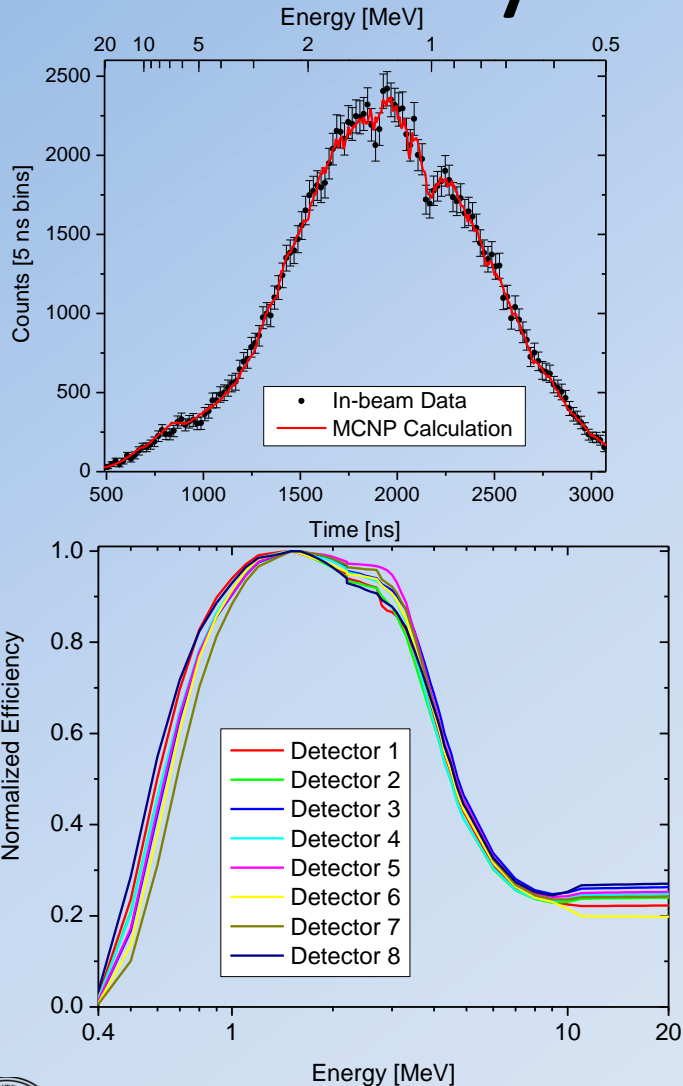 Energy [MeV]
20 10 5 2 1 0.5
2500
2000
1500
1000
500
0
Counts [5 ns bins]
In-beam Data
MCNP Calculation
500 1000 1500 2000 2500 3000
Time [ns]
1.0
0.8
0.6
0.4
0.2
0.0
Normalized Efficiency
Detector 1
Detector 2
Detector 3
Detector 4
Detector 5
Detector 6
Detector 7
Detector 8
0.4 1 10 20
Energy [MeV]